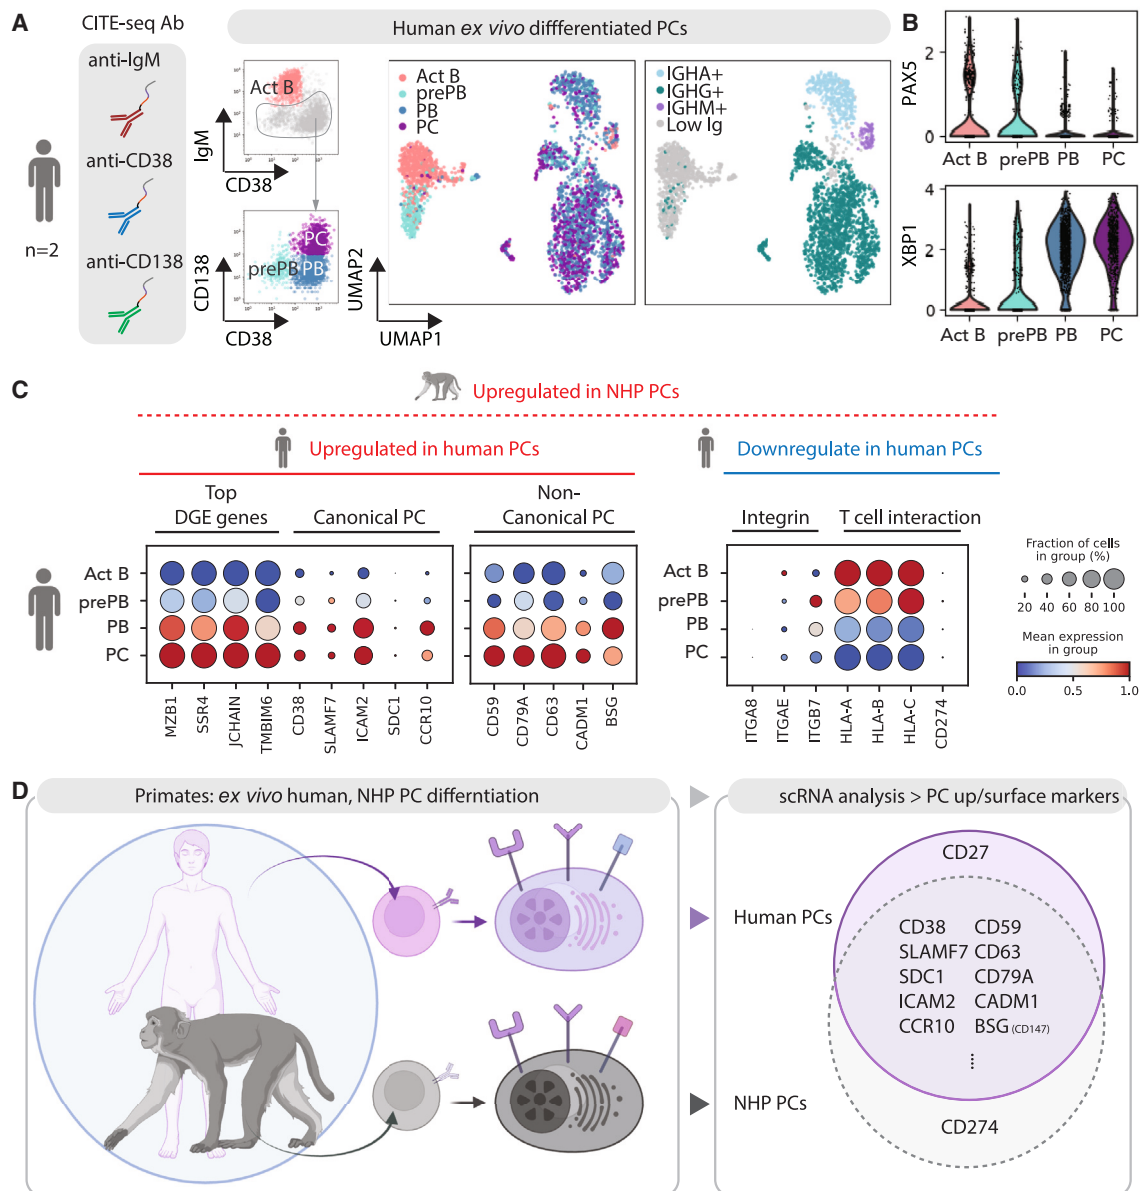 A
CITE-seq Ab
Human ex vivo diffferentiated PCs
anti-IgM
anti-CD38
anti-CD138
n=2
Act B
IgM
CD38
PC
prePB
PB
CD138
CD38
Act B
prePB
PB
PC
UMAP2
UMAP1
IGHA+
IGHG+
IGHM+
Low Ig
B
PAX5
2
0
Act B prePB PB PC
XBP1
4
2
0
Act B prePB PB PC
C
Upregulated in NHP PCs
Upregulated in human PCs
Downregulate in human PCs
Top
DGE genes
Canonical PC
Non-
Canonical PC
Integrin
T cell interaction
Act B
prePB
PB
PC
MZB1
SSR4
JCHAIN
TMBIM6
CD38
SLAMF7
ICAM2
SDC1
CCR10
CD59
CD79A
CD63
CADM1
BSG
Act B
prePB
PB
PC
ITGA8
ITGAE
ITGB7
HLA-A
HLA-B
HLA-C
CD274
Fraction of cells
in group (%)
20 40 60 80 100
Mean expression
in group
0.0 0.5 1.0
D
Primates: ex vivo human, NHP PC differntiation
scRNA analysis > PC up/surface markers
Human PCs
NHP PCs
CD27
CD38 CD59
SLAMF7 CD63
SDC1 CD79A
ICAM2 CADM1
CCR10 BSG (CD147)
CD274